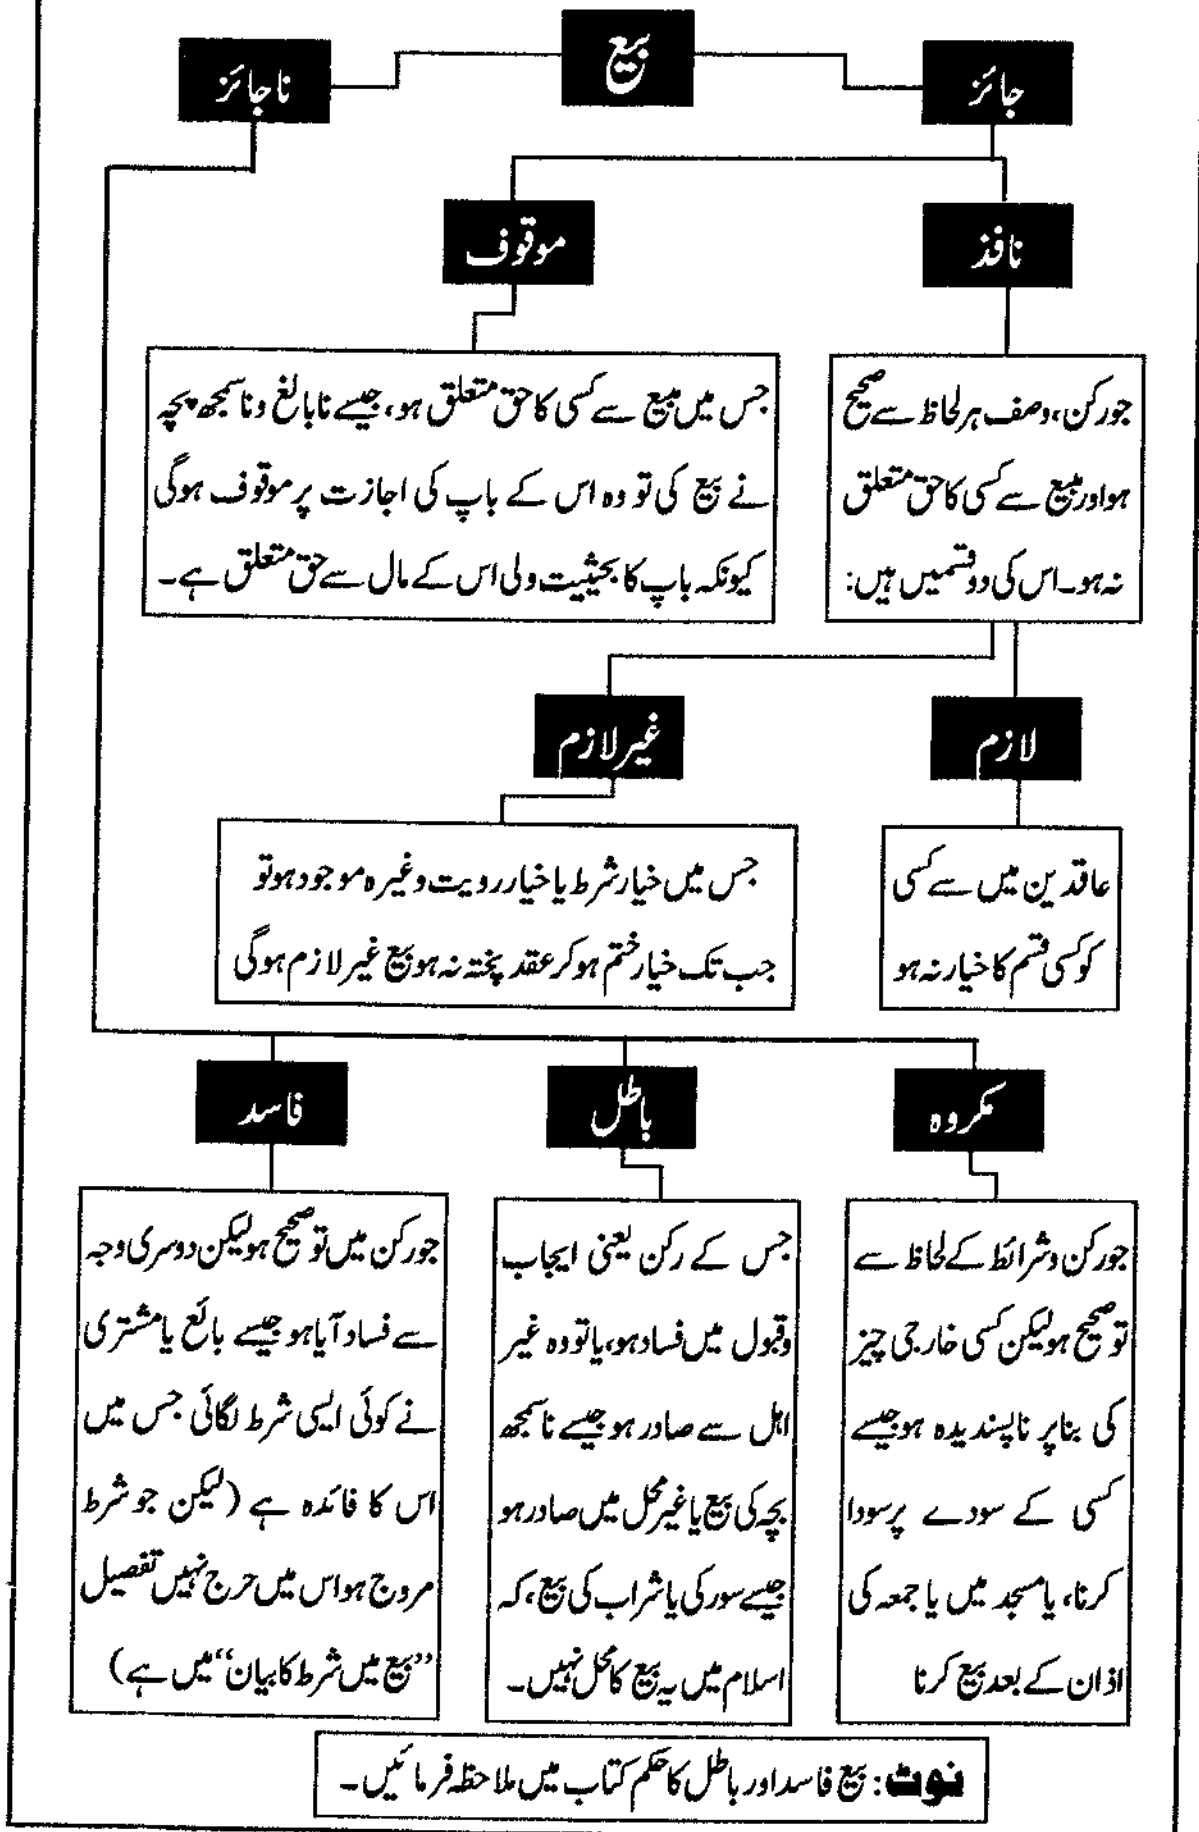 بیع
جائز
ناجائز
نافذ
موقوف
جو رکن، وصف ہر لحاظ سے صحیح
ہو اور مبیع سے کسی کا حق متعلق
نہ ہو۔ اس کی دو قسمیں ہیں:
جس میں مبیع سے کسی کا حق متعلق ہو، جیسے نابالغ و ناسمجھ بچہ
نے بیع کی تو وہ اس کے باپ کی اجازت پر موقوف ہوگی
کیونکہ باپ کا بحیثیت ولی اس کے مال سے حق متعلق ہے۔
لازم
غیر لازم
عاقدین میں سے کسی
کو کسی قسم کا خیار نہ ہو
جس میں خیار شرط یا خیار رویت وغیرہ موجود ہو تو
جب تک خیار ختم ہو کر عقد پختہ نہ ہو بیع غیر لازم ہوگی
مکروہ
باطل
فاسد
جو رکن و شرائط کے لحاظ سے
تو صحیح ہو لیکن کسی خارجی چیز
کی بنا پر ناپسندیدہ ہو جیسے
کسی کے سودے پر سودا
کرنا، یا مسجد میں یا جمعہ کی
اذان کے بعد بیع کرنا
جس کے رکن یعنی ایجاب
و قبول میں فساد ہو، یا تو وہ غیر
اہل سے صادر ہو جیسے ناسمجھ
بچہ کی بیع یا غیر محل میں صادر ہو
جیسے سور کی یا شراب کی بیع، کہ
اسلام میں یہ بیع کا محل نہیں۔
جو رکن میں تو صحیح ہو لیکن دوسری وجہ
سے فساد آیا ہو جیسے بائع یا مشتری
نے کوئی ایسی شرط لگائی جس میں
اس کا فائدہ ہے (لیکن جو شرط
مروج ہو اس میں حرج نہیں تفصیل
”بیع میں شرط کا بیان“ میں ہے)
نوٹ: بیع فاسد اور باطل کا حکم کتاب میں ملاحظہ فرمائیں۔